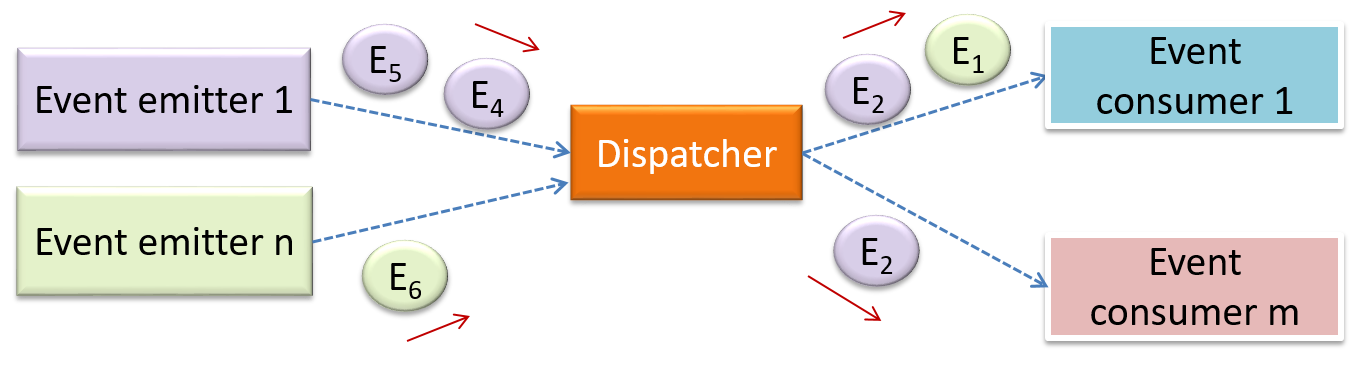 Event emitter 1
E5
E4
Event emitter n
E6
Dispatcher
E2
E1
E2
Event
consumer 1
Event
consumer m